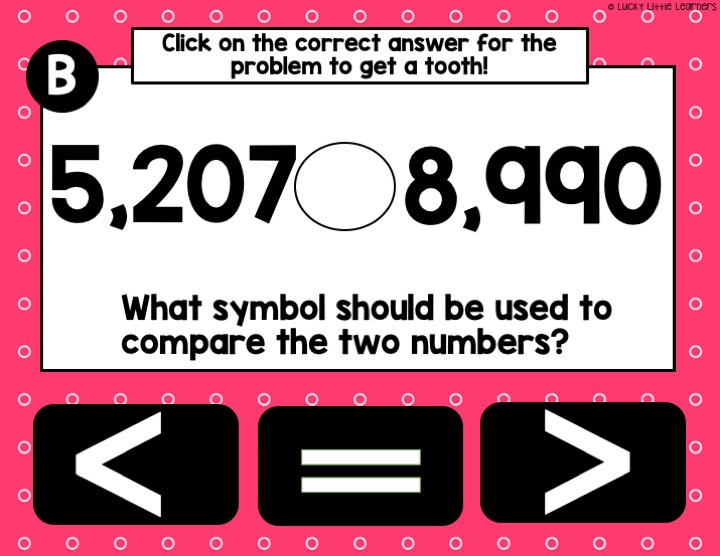 © Lucky Little Learners
Click on the correct answer for the
problem to get a tooth!
B
5,207 8,990
What symbol should be used to
compare the two numbers?
< = >